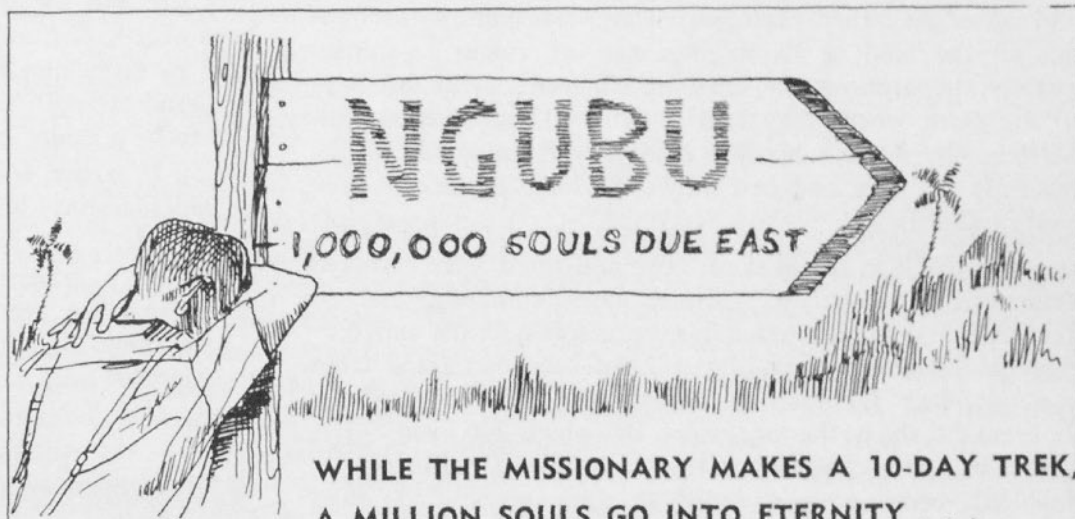 NGUBU
1,000,000 SOULS DUE EAST
WHILE THE MISSIONARY MAKES A 10-DAY TREK,
A MILLION SOULS GO INTO ETERNITY